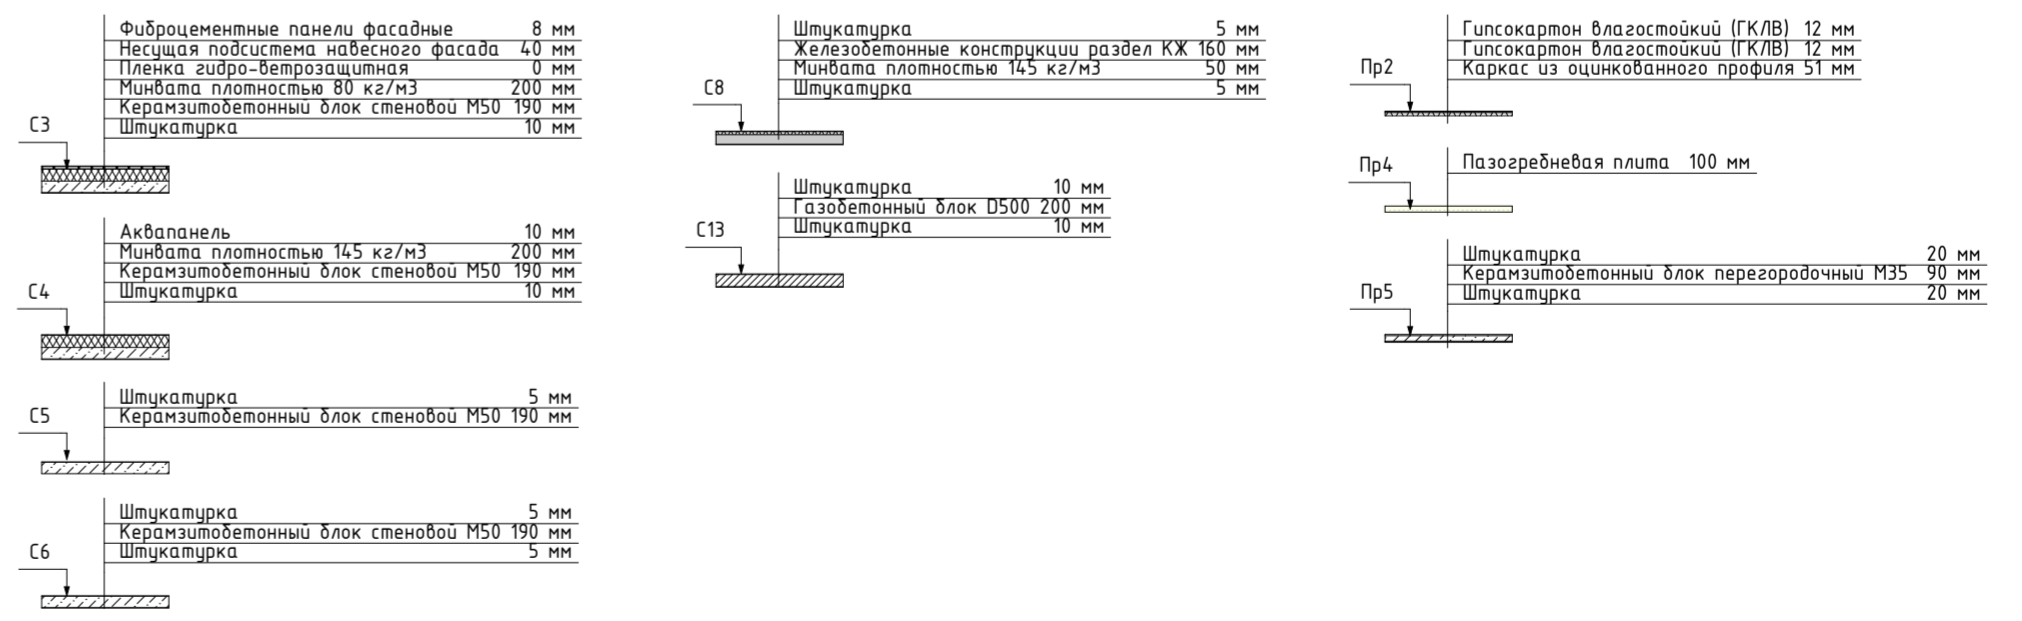 Фиброцементные панели фасадные 8 мм
Несущая подсистема навесного фасада 40 мм
Пленка гидро-ветрозащитная 0 мм
Минвата плотностью 80 кг/м3 200 мм
Керамзитобетонный блок стеновой М50 190 мм
Штукатурка 10 мм
С3
Аквапанель 10 мм
Минвата плотностью 145 кг/м3 200 мм
Керамзитобетонный блок стеновой М50 190 мм
Штукатурка 10 мм
С4
Штукатурка 5 мм
Керамзитобетонный блок стеновой М50 190 мм
С5
Штукатурка 5 мм
Керамзитобетонный блок стеновой М50 190 мм
Штукатурка 5 мм
С6
Штукатурка 5 мм
Железобетонные конструкции раздел КЖ 160 мм
Минвата плотностью 145 кг/м3 50 мм
Штукатурка 5 мм
С8
Штукатурка 10 мм
Газобетонный блок D500 200 мм
Штукатурка 10 мм
С13
Гипсокартон влагостойкий (ГКЛВ) 12 мм
Гипсокартон влагостойкий (ГКЛВ) 12 мм
Каркас из оцинкованного профиля 51 мм
Пр2
Пазогребневая плита 100 мм
Пр4
Штукатурка 20 мм
Керамзитобетонный блок перегородочный М35 90 мм
Штукатурка 20 мм
Пр5